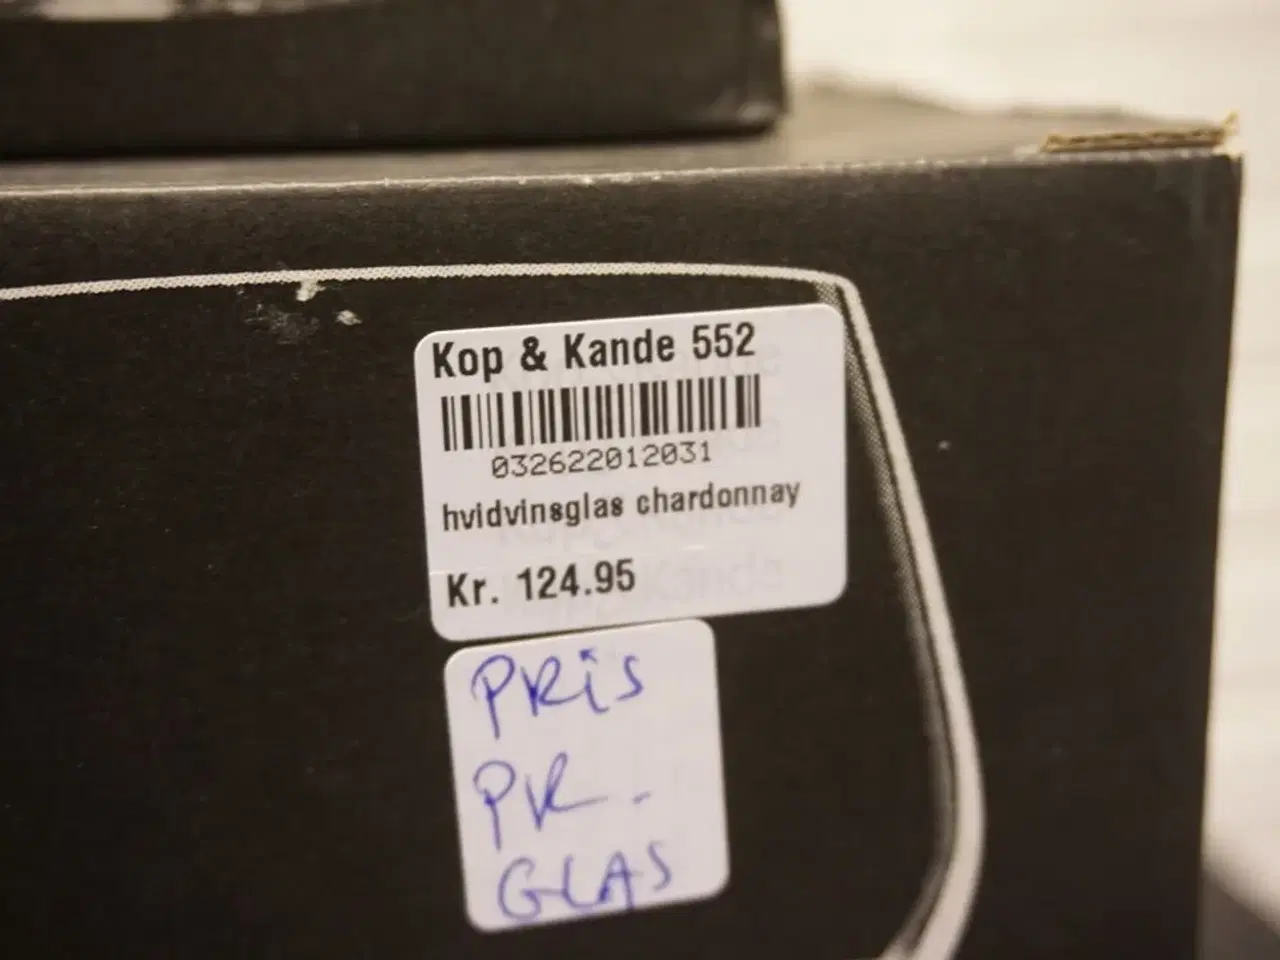 Kop & Kande 552
032622012031
hvidvinsglas chardonnay
Kr. 124.95
PRiS
PR.
GLAS